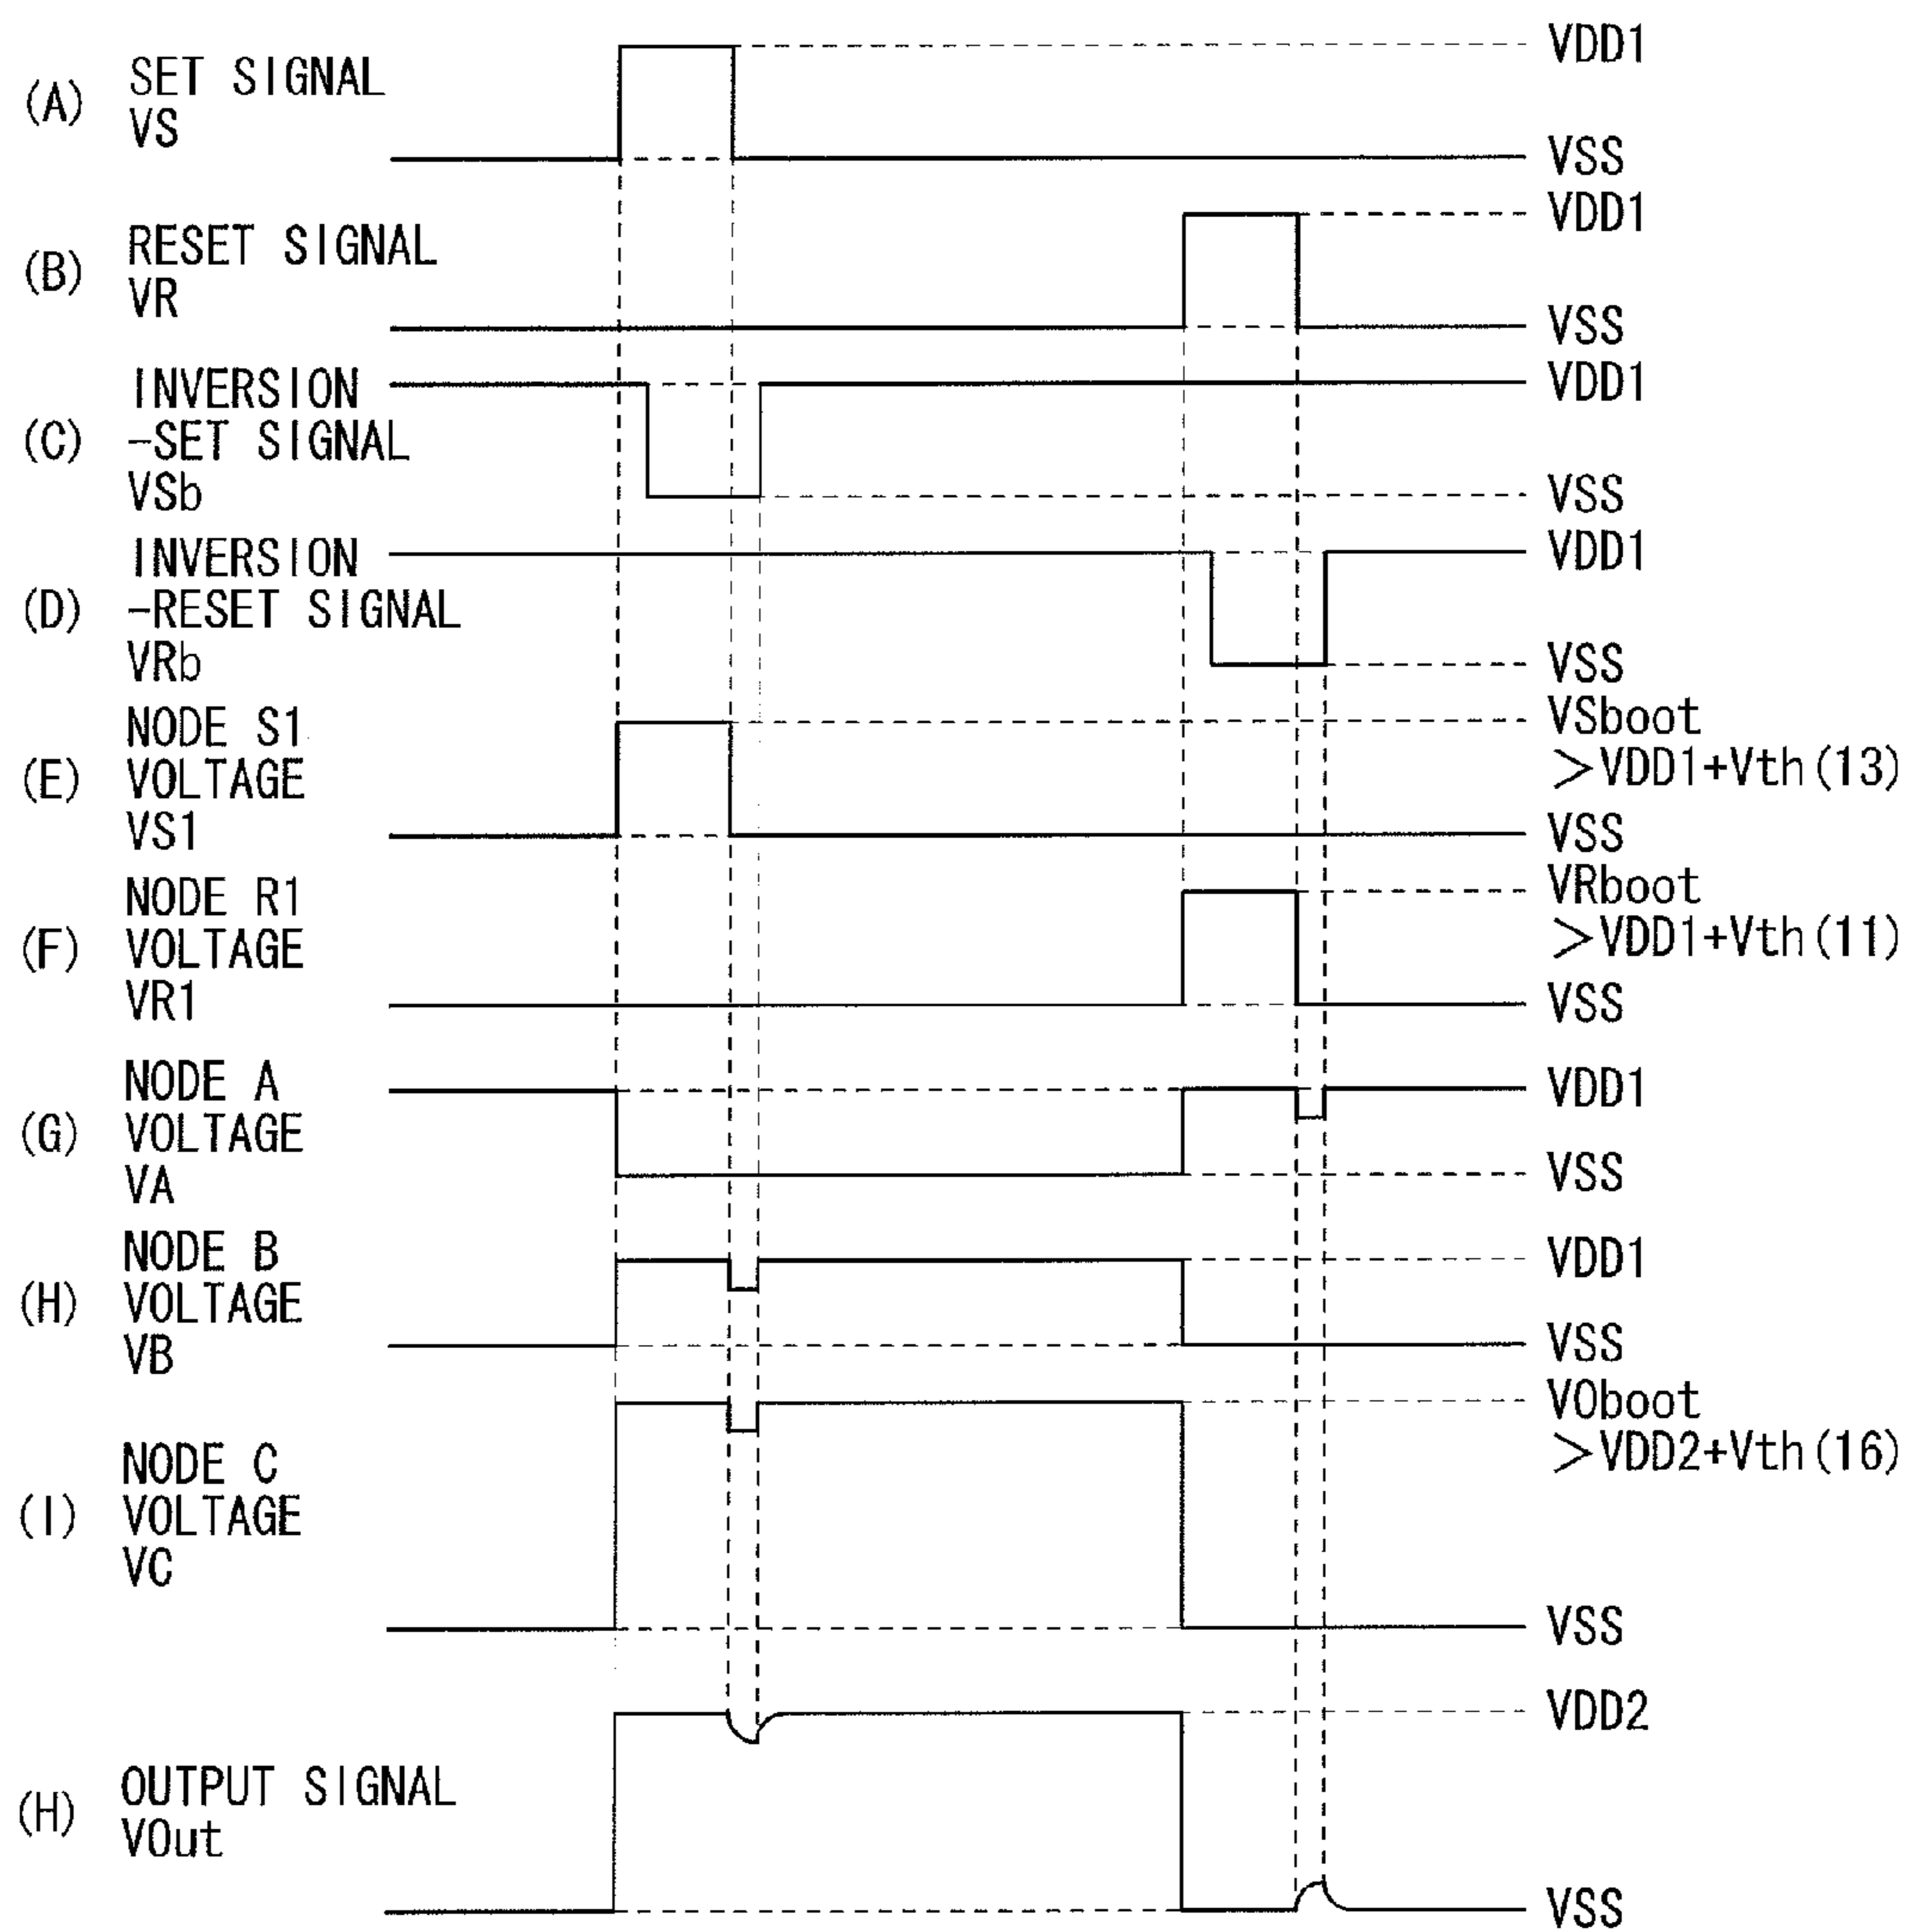 (A) SET SIGNAL
VS
VDD1
VSS
(B) RESET SIGNAL
VR
VDD1
VSS
(C) INVERSION
-SET SIGNAL
VSb
VDD1
VSS
(D) INVERSION
-RESET SIGNAL
VRb
VDD1
VSS
(E) NODE S1
VOLTAGE
VS1
VSboot
>VDD1+Vth(13)
VSS
(F) NODE R1
VOLTAGE
VR1
VRboot
>VDD1+Vth(11)
VSS
(G) NODE A
VOLTAGE
VA
VDD1
VSS
(H) NODE B
VOLTAGE
VB
VDD1
VSS
(I) NODE C
VOLTAGE
VC
VOboot
>VDD2+Vth(16)
VSS
(H) OUTPUT SIGNAL
VOut
VDD2
VSS